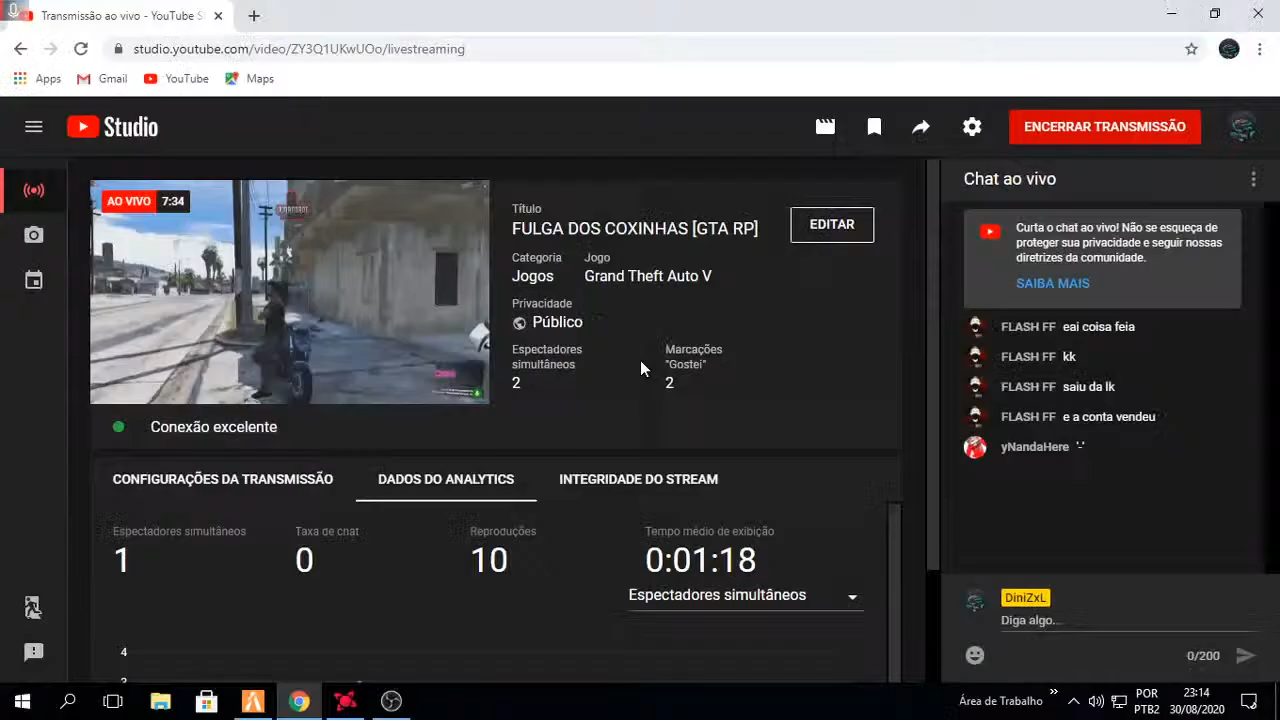 Transmissão ao vivo - YouTube S
studio.youtube.com/video/ZY3Q1UKwUOo/livestreaming
Apps
Gmail
YouTube
Maps
Studio
ENCERRAR TRANSMISSÃO
AO VIVO 7:34
Título
FULGA DOS COXINHAS [GTA RP]
EDITAR
Categoria
Jogo
Jogos
Grand Theft Auto V
Privacidade
Público
Espectadores
simultâneos
2
Marcações
"Gostei"
2
Conexão excelente
CONFIGURAÇÕES DA TRANSMISSÃO
DADOS DO ANALYTICS
INTEGRIDADE DO STREAM
Espectadores simultâneos
1
Taxa de chat
0
Reproduções
10
Tempo médio de exibição
0:01:18
Espectadores simultâneos
4
3
Chat ao vivo
Curta o chat ao vivo! Não se esqueça de
proteger sua privacidade e seguir nossas
diretrizes da comunidade.
SAIBA MAIS
FLASH FF eai coisa feia
FLASH FF kk
FLASH FF saiu da lk
FLASH FF e a conta vendeu
yNandaHere '-'
DiniZxL
Diga algo...
0/200
Área de Trabalho
POR
PTB2
23:14
30/08/2020